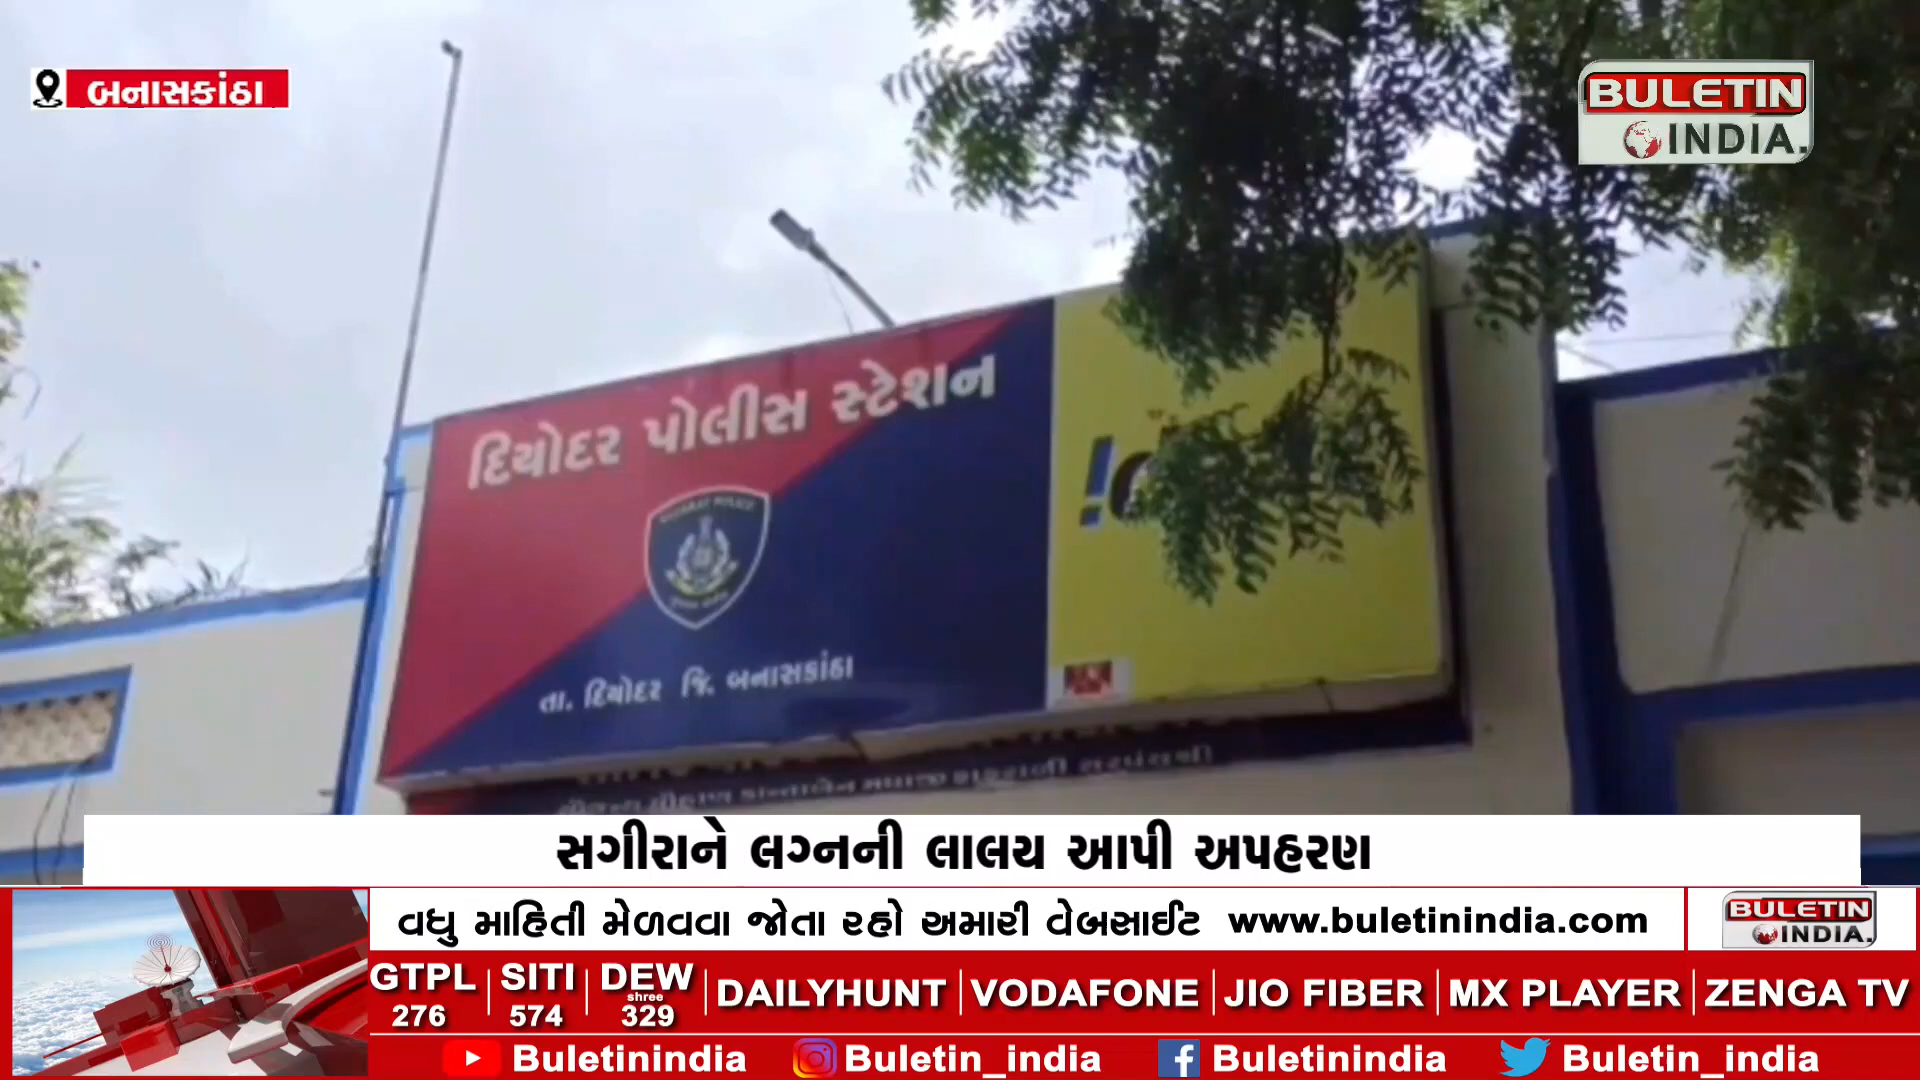 બનાસકાંઠા
BULETIN
INDIA.
દિયોદર પોલીસ સ્ટેશન
GUJARAT POLICE
તા. દિયોદર જિ. બનાસકાંઠા
સગીરાને લગ્નની લાલચ આપી અપહરણ
વધુ માહિતી મેળવવા જોતા રહો અમારી વેબસાઈટ www.buletinindia.com
BULETIN
INDIA.
GTPL 276 | SITI 574 | DEW shree 329 | DAILYHUNT | VODAFONE | JIO FIBER | MX PLAYER | ZENGA TV
Buletinindia Buletin_india Buletinindia Buletin_india